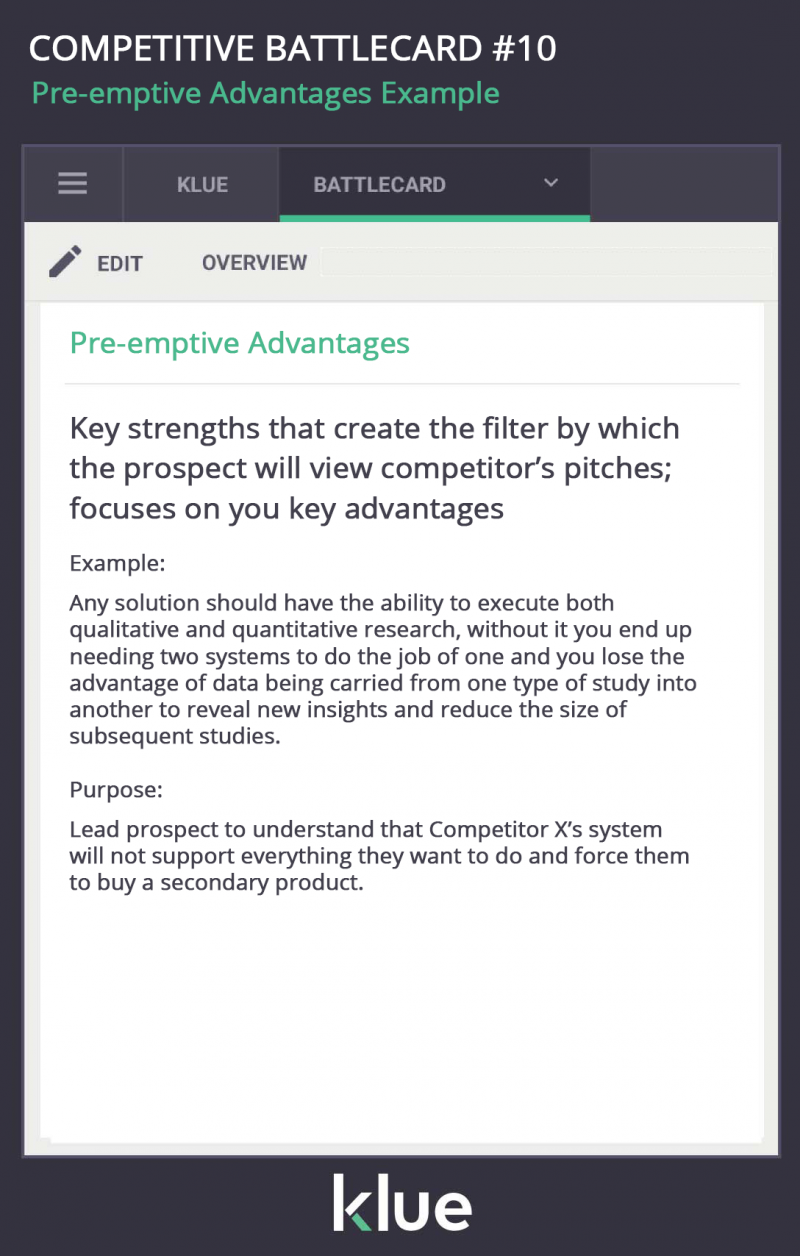 COMPETITIVE BATTLECARD #10
Pre-emptive Advantages Example
KLUE
BATTLECARD
EDIT
OVERVIEW
Pre-emptive Advantages
Key strengths that create the filter by which
the prospect will view competitor’s pitches;
focuses on you key advantages
Example:
Any solution should have the ability to execute both
qualitative and quantitative research, without it you end up
needing two systems to do the job of one and you lose the
advantage of data being carried from one type of study into
another to reveal new insights and reduce the size of
subsequent studies.
Purpose:
Lead prospect to understand that Competitor X’s system
will not support everything they want to do and force them
to buy a secondary product.
klue